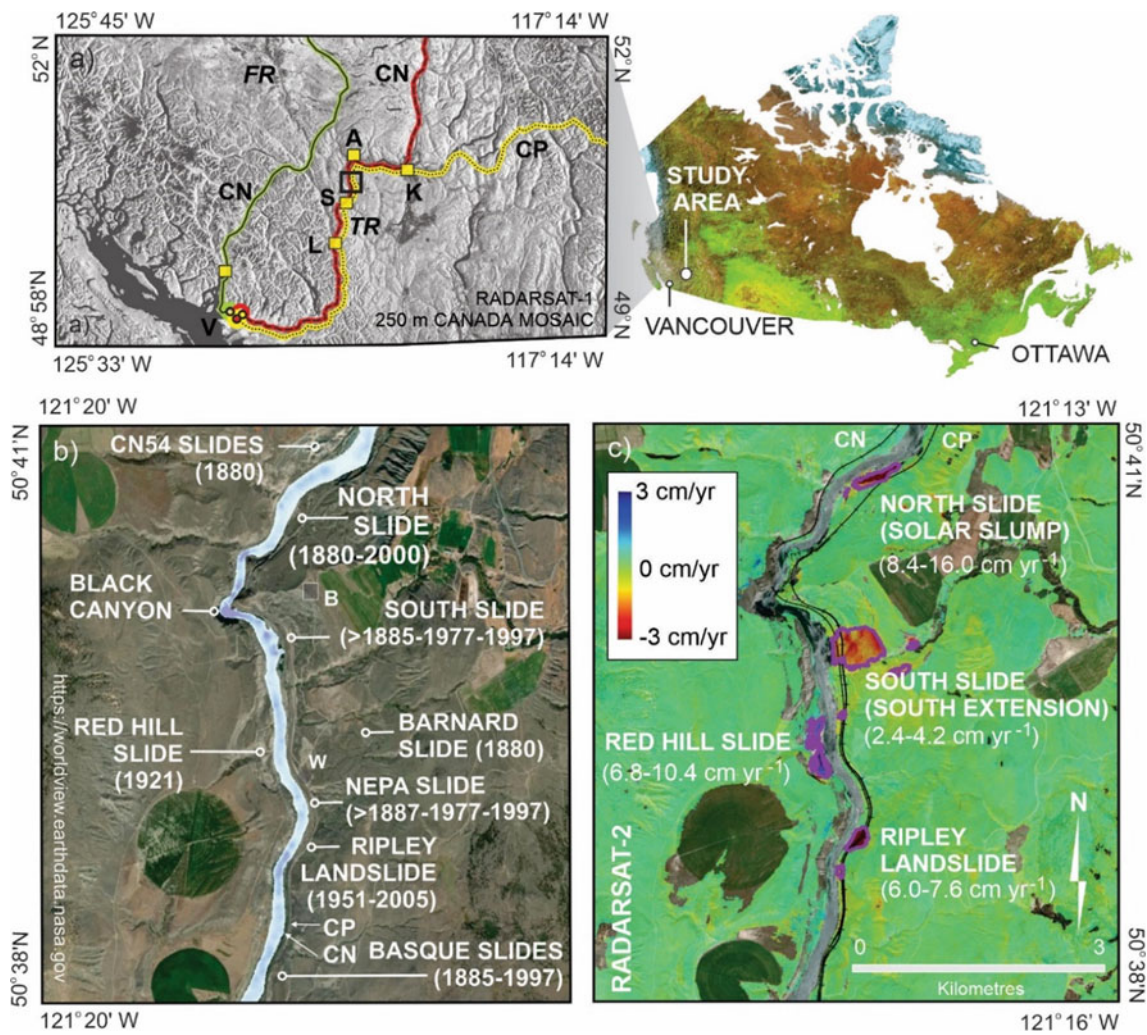 125°45' W
117°14' W
52°N
52°N
a)
FR
CN
CN
A
CP
S
K
TR
L
V
a)
RADARSAT-1
250 m CANADA MOSAIC
48°58'N
49°N
125°33' W
117°14' W
STUDY
AREA
VANCOUVER
OTTAWA
121°20' W
50°41'N
b)
CN54 SLIDES
(1880)
NORTH
SLIDE
(1880-2000)
BLACK
CANYON
B
SOUTH SLIDE
(>1885-1977-1997)
RED HILL
SLIDE
(1921)
BARNARD
SLIDE (1880)
W
NEPA SLIDE
(>1887-1977-1997)
RIPLEY
LANDSLIDE
(1951-2005)
CP
CN
BASQUE SLIDES
(1885-1997)
https://worldview.earthdata.nasa.gov
50°38'N
121°20' W
121°13' W
50°41'N
c)
CN
CP
3 cm/yr
0 cm/yr
-3 cm/yr
NORTH SLIDE
(SOLAR SLUMP)
(8.4-16.0 cm yr⁻¹)
SOUTH SLIDE
(SOUTH EXTENSION)
(2.4-4.2 cm yr⁻¹)
RED HILL SLIDE
(6.8-10.4 cm yr⁻¹)
N
RIPLEY
LANDSLIDE
(6.0-7.6 cm yr⁻¹)
RADARSAT-2
0
3
Kilometres
50°38'N
121°16' W